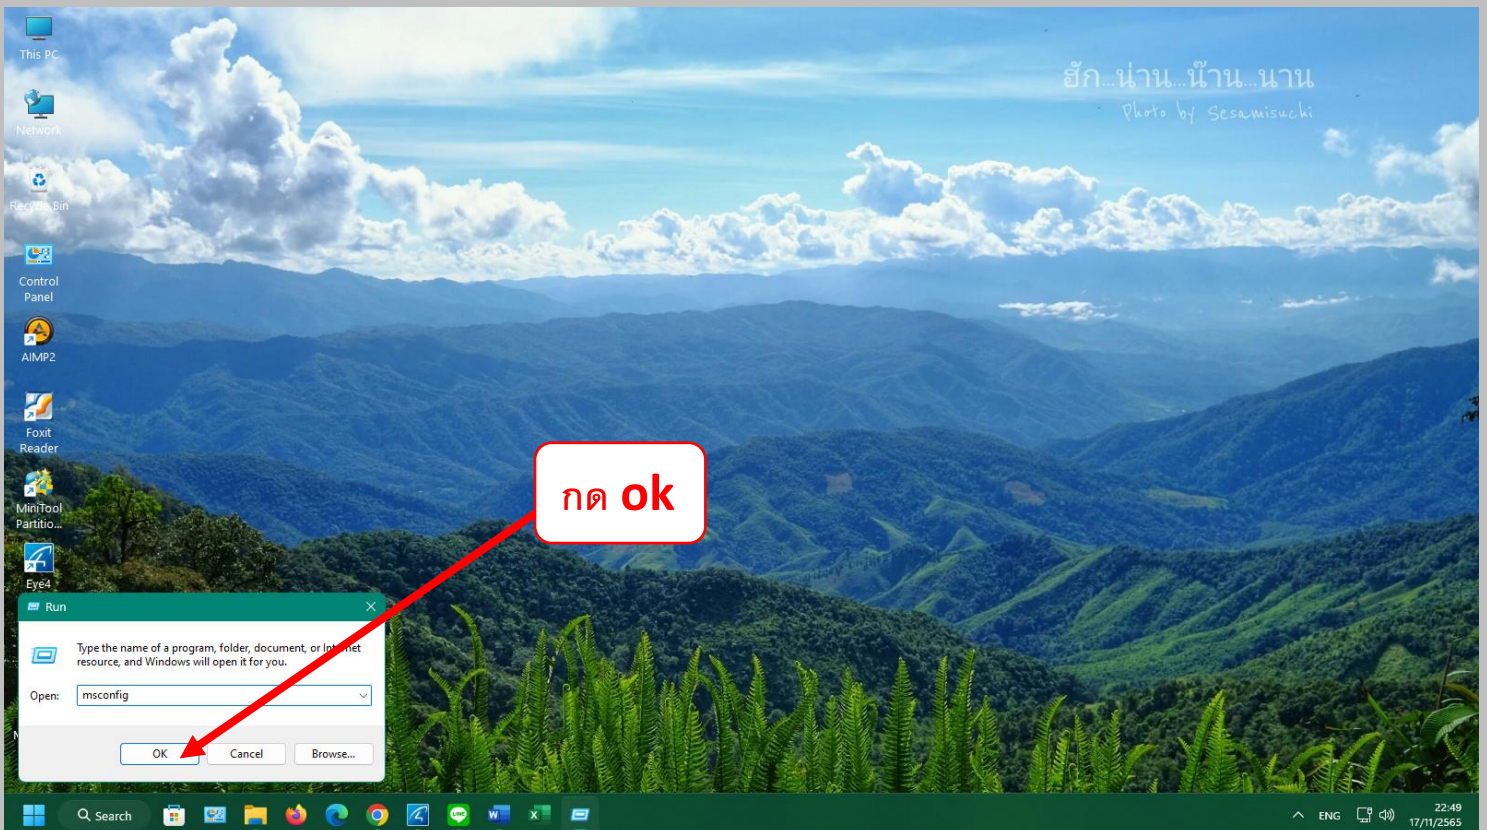 This PC
Network
Recycle Bin
Control
Panel
AIMP2
Foxit
Reader
MiniTool
Partitio...
Eye4
ฮัก...น่าน...น๊าน...นาน
Photo by Sesamisuchi
กด ok
Run
Type the name of a program, folder, document, or Internet
resource, and Windows will open it for you.
Open: msconfig
OK Cancel Browse...
Search
LINE
ENG
22:49
17/11/2565